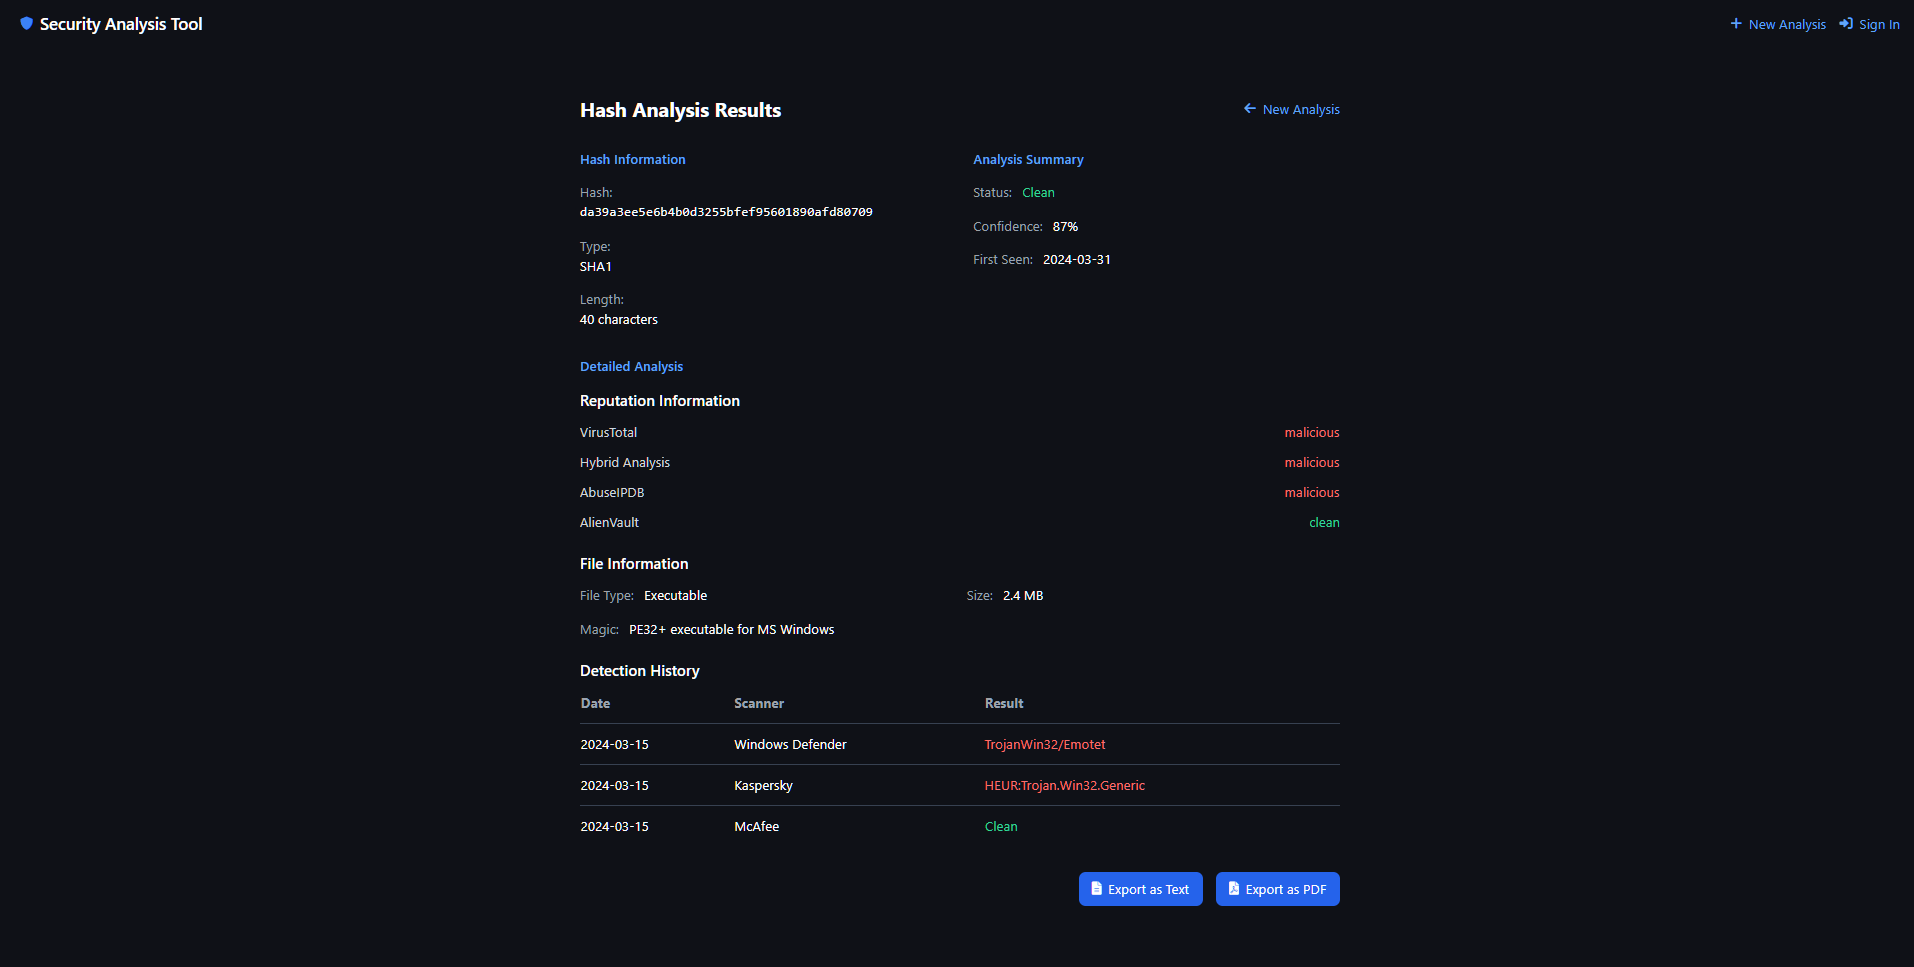 Security Analysis Tool
New Analysis Sign In
Hash Analysis Results
New Analysis
Hash Information
Hash:
da39a3ee5e6b4b0d3255bfef95601890afd80709
Type:
SHA1
Length:
40 characters
Analysis Summary
Status: Clean
Confidence: 87%
First Seen: 2024-03-31
Detailed Analysis
Reputation Information
VirusTotal malicious
Hybrid Analysis malicious
AbuseIPDB malicious
AlienVault clean
File Information
File Type: Executable Size: 2.4 MB
Magic: PE32+ executable for MS Windows
Detection History
Date Scanner Result
2024-03-15 Windows Defender TrojanWin32/Emotet
2024-03-15 Kaspersky HEUR:Trojan.Win32.Generic
2024-03-15 McAfee Clean
Export as Text Export as PDF